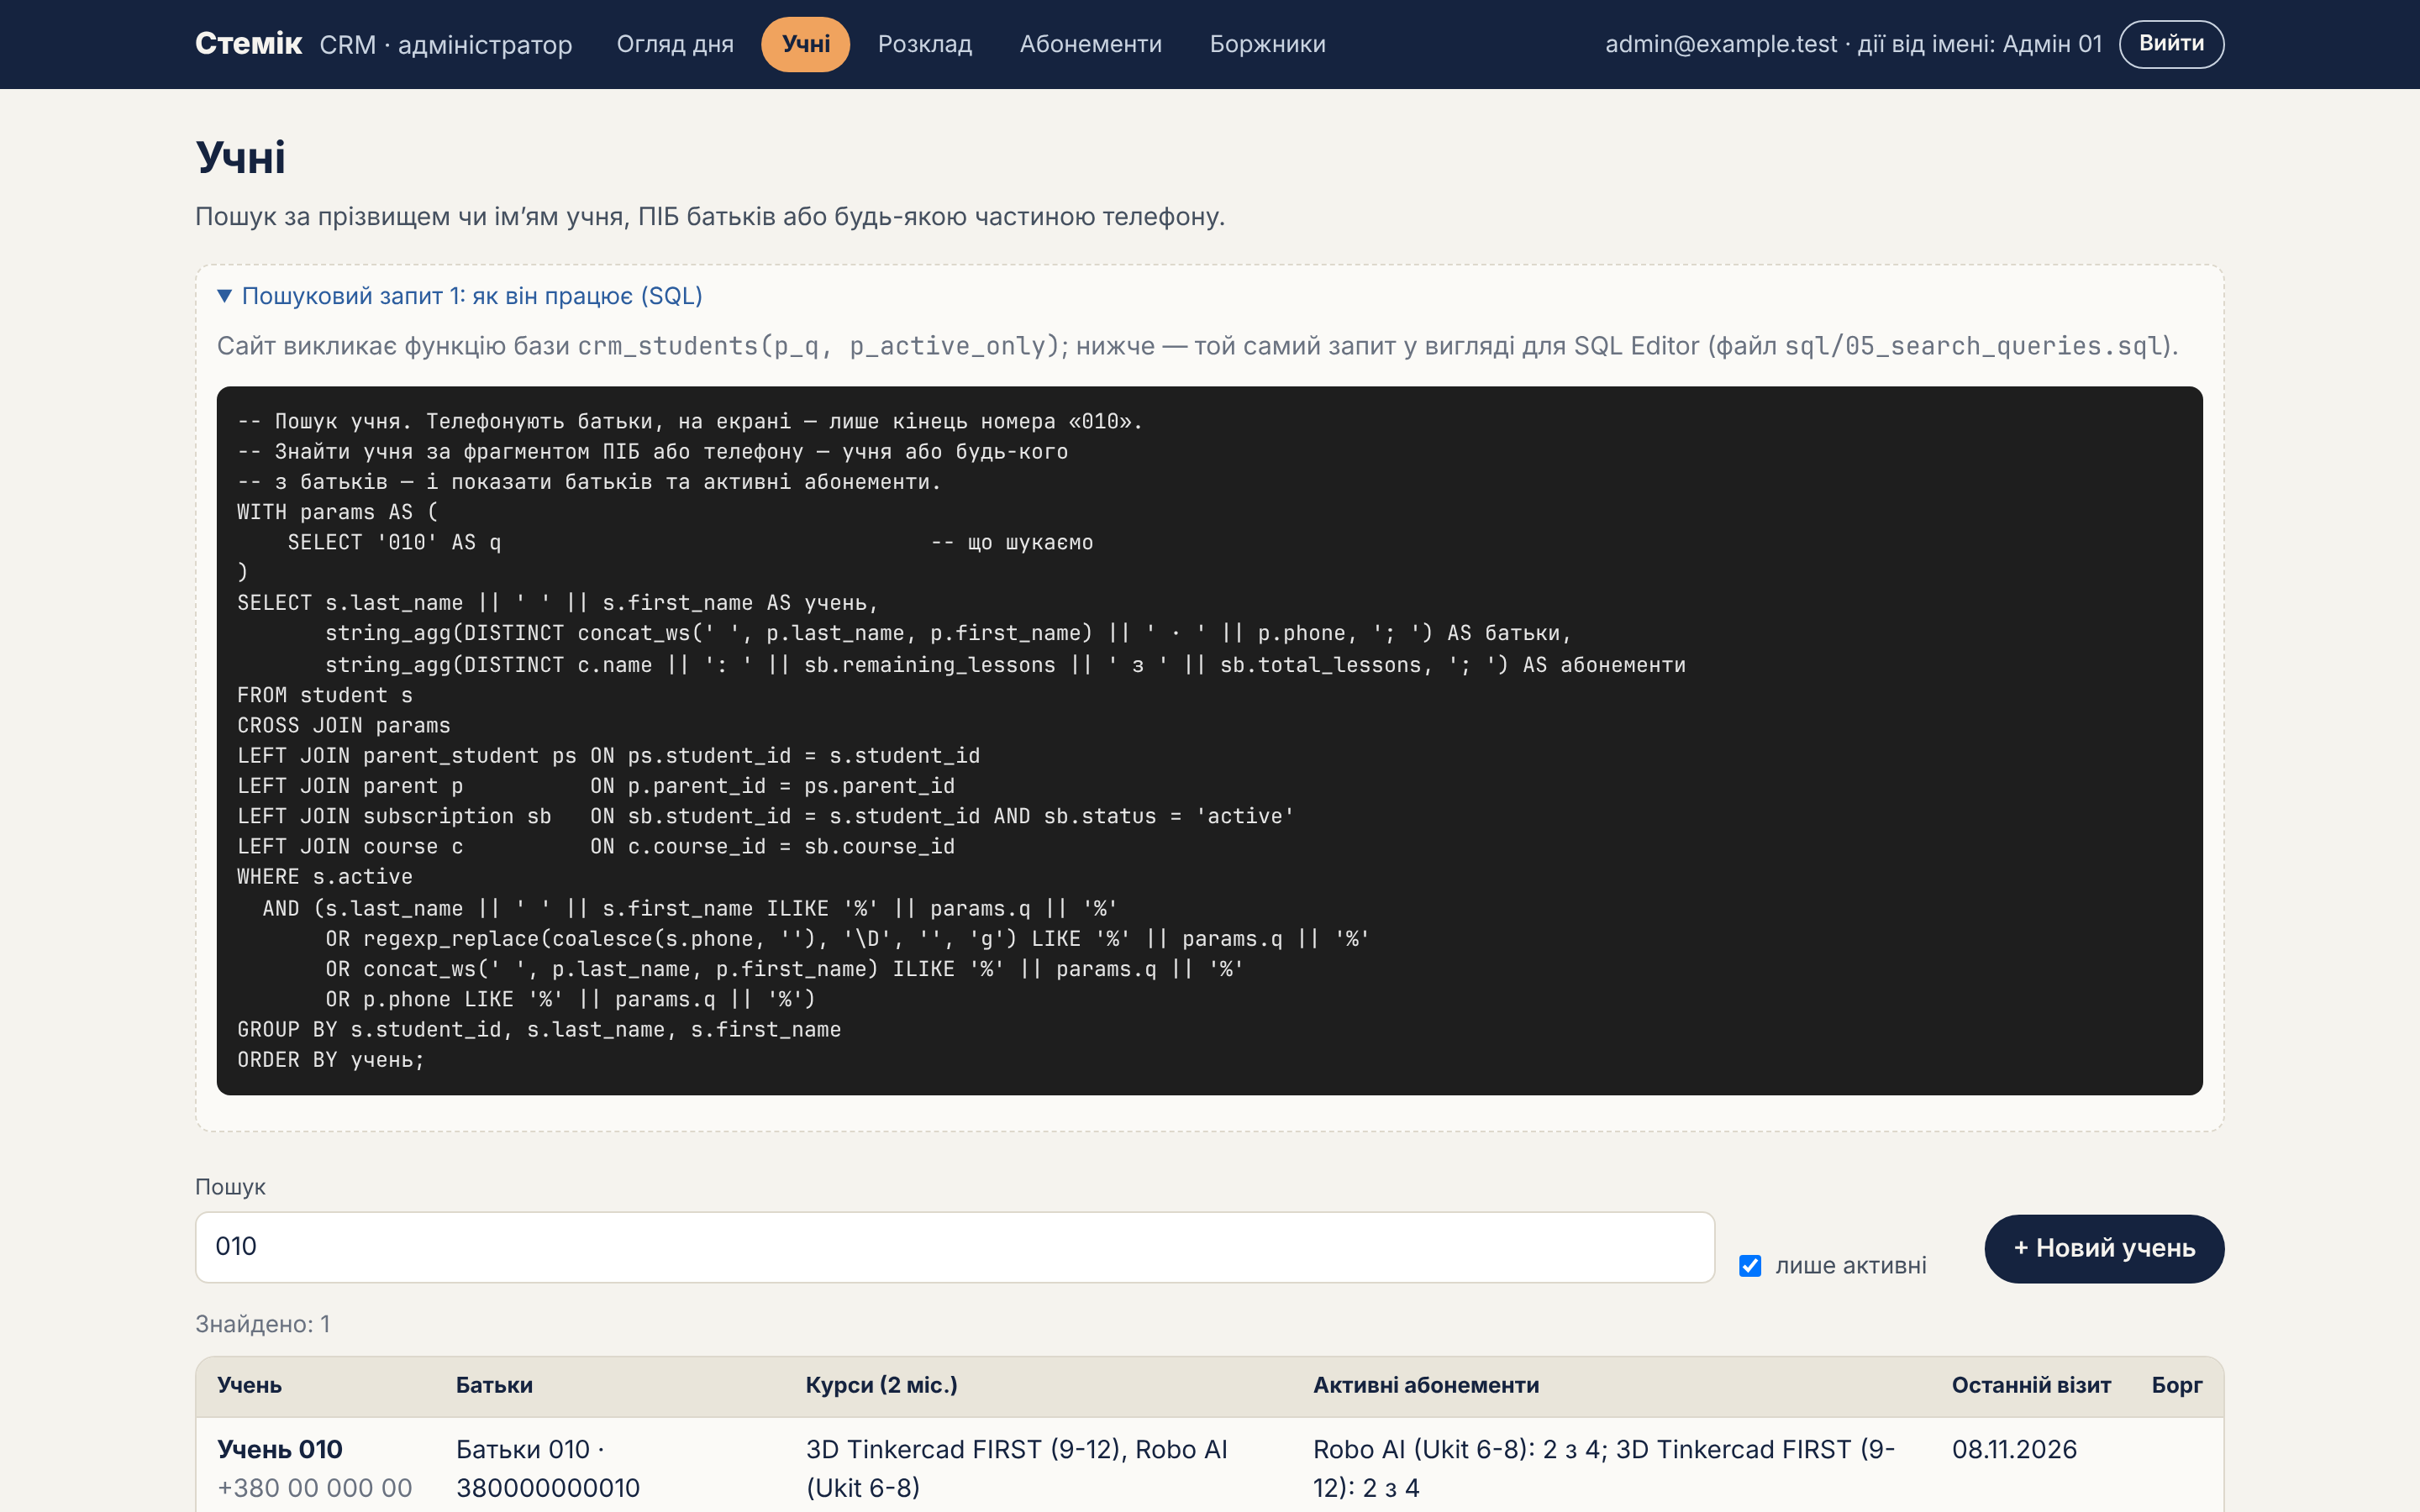 Стемік CRM · адміністратор Огляд дня Учні Розклад Абонементи Боржники admin@example.test · дії від імені: Адмін 01 Вийти
Учні
Пошук за прізвищем чи ім’ям учня, ПІБ батьків або будь-якою частиною телефону.
▼ Пошуковий запит 1: як він працює (SQL)
Сайт викликає функцію бази crm_students(p_q, p_active_only); нижче — той самий запит у вигляді для SQL Editor (файл sql/05_search_queries.sql).
-- Пошук учня. Телефонують батьки, на екрані — лише кінець номера «010».
-- Знайти учня за фрагментом ПІБ або телефону — учня або будь-кого
-- з батьків — і показати батьків та активні абонементи.
WITH params AS (
    SELECT '010' AS q                                  -- що шукаємо
)
SELECT s.last_name || ' ' || s.first_name AS учень,
       string_agg(DISTINCT concat_ws(' ', p.last_name, p.first_name) || ' · ' || p.phone, '; ') AS батьки,
       string_agg(DISTINCT c.name || ': ' || sb.remaining_lessons || ' з ' || sb.total_lessons, '; ') AS абонементи
FROM student s
CROSS JOIN params
LEFT JOIN parent_student ps ON ps.student_id = s.student_id
LEFT JOIN parent p          ON p.parent_id = ps.parent_id
LEFT JOIN subscription sb   ON sb.student_id = s.student_id AND sb.status = 'active'
LEFT JOIN course c          ON c.course_id = sb.course_id
WHERE s.active
  AND (s.last_name || ' ' || s.first_name ILIKE '%' || params.q || '%'
       OR regexp_replace(coalesce(s.phone, ''), '\D', '', 'g') LIKE '%' || params.q || '%'
       OR concat_ws(' ', p.last_name, p.first_name) ILIKE '%' || params.q || '%'
       OR p.phone LIKE '%' || params.q || '%')
GROUP BY s.student_id, s.last_name, s.first_name
ORDER BY учень;
Пошук
010
лише активні
+ Новий учень
Знайдено: 1
Учень Батьки Курси (2 міс.) Активні абонементи Останній візит Борг
Учень 010 Батьки 010 · 3D Tinkercad FIRST (9-12), Robo AI Robo AI (Ukit 6-8): 2 з 4; 3D Tinkercad FIRST (9- 08.11.2026
+380 00 000 00 380000000010 (Ukit 6-8) 12): 2 з 4